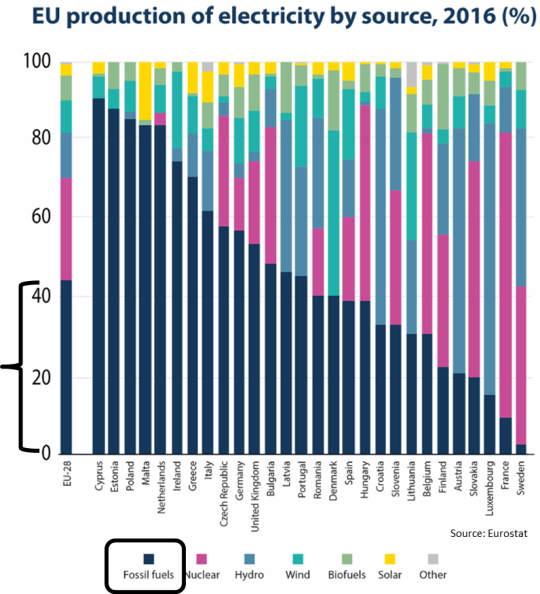 EU production of electricity by source, 2016 (%)
100
80
60
40
20
0
EU-28
Cyprus
Estonia
Poland
Malta
Netherlands
Ireland
Greece
Italy
Czech Republic
Germany
United Kingdom
Bulgaria
Latvia
Portugal
Romania
Denmark
Spain
Hungary
Croatia
Slovenia
Lithuania
Belgium
Finland
Austria
Slovakia
Luxembourg
France
Sweden
Source: Eurostat
Fossil fuels Nuclear Hydro Wind Biofuels Solar Other